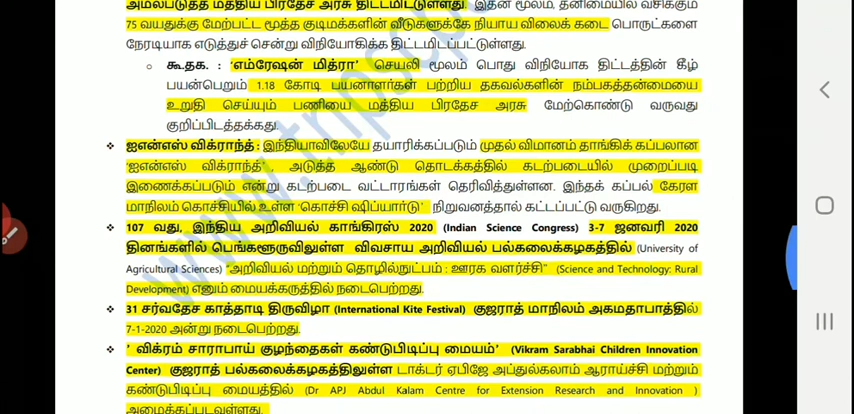 அமல்படுத்த மத்திய பிரதேச அரசு திட்டமிட்டுள்ளது. இதன் மூலம், தனிமையில் வசிக்கும்
75 வயதுக்கு மேற்பட்ட மூத்த குடிமக்களின் வீடுகளுக்கே நியாய விலைக் கடை பொருட்களை
நேரடியாக எடுத்துச் சென்று விநியோகிக்க திட்டமிடப்பட்டுள்ளது.
o கூ.தக. : 'எம்ரேஷன் மித்ரா' செயலி மூலம் பொது விநியோக திட்டத்தின் கீழ்
பயன்பெறும் 1.18 கோடி பயனாளர்கள் பற்றிய தகவல்களின் நம்பகத்தன்மையை
உறுதி செய்யும் பணியை மத்திய பிரதேச அரசு மேற்கொண்டு வருவது
குறிப்பிடத்தக்கது.
❖ ஐஎன்எஸ் விக்ராந்த் : இந்தியாவிலேயே தயாரிக்கப்படும் முதல் விமானம் தாங்கிக் கப்பலான
'ஐஎன்எஸ் விக்ராந்த்' , அடுத்த ஆண்டு தொடக்கத்தில் கடற்படையில் முறைப்படி
இணைக்கப்படும் என்று கடற்படை வட்டாரங்கள் தெரிவித்துள்ளன. இந்தக் கப்பல் கேரள
மாநிலம் கொச்சியில் உள்ள 'கொச்சி ஷிப்யார்டு' நிறுவனத்தால் கட்டப்பட்டு வருகிறது.
❖ 107 வது, இந்திய அறிவியல் காங்கிரஸ் 2020 (Indian Science Congress) 3-7 ஜனவரி 2020
தினங்களில் பெங்களூருவிலுள்ள விவசாய அறிவியல் பல்கலைக்கழகத்தில் (University of
Agricultural Sciences) "அறிவியல் மற்றும் தொழில்நுட்பம் : ஊரக வளர்ச்சி" (Science and Technology: Rural
Development) எனும் மையக்கருத்தில் நடைபெற்றது.
❖ 31 சர்வதேச காத்தாடி திருவிழா (International Kite Festival) குஜராத் மாநிலம் அகமதாபாத்தில்
7-1-2020 அன்று நடைபெற்றது.
❖ ' விக்ரம் சாராபாய் குழந்தைகள் கண்டுபிடிப்பு மையம்' (Vikram Sarabhai Children Innovation
Center) குஜராத் பல்கலைக்கழகத்திலுள்ள டாக்டர் ஏபிஜே அப்துல்கலாம் ஆராய்ச்சி மற்றும்
கண்டுபிடிப்பு மையத்தில் (Dr APJ Abdul Kalam Centre for Extension Research and Innovation )
அமைக்கப்படவுள்ளது.